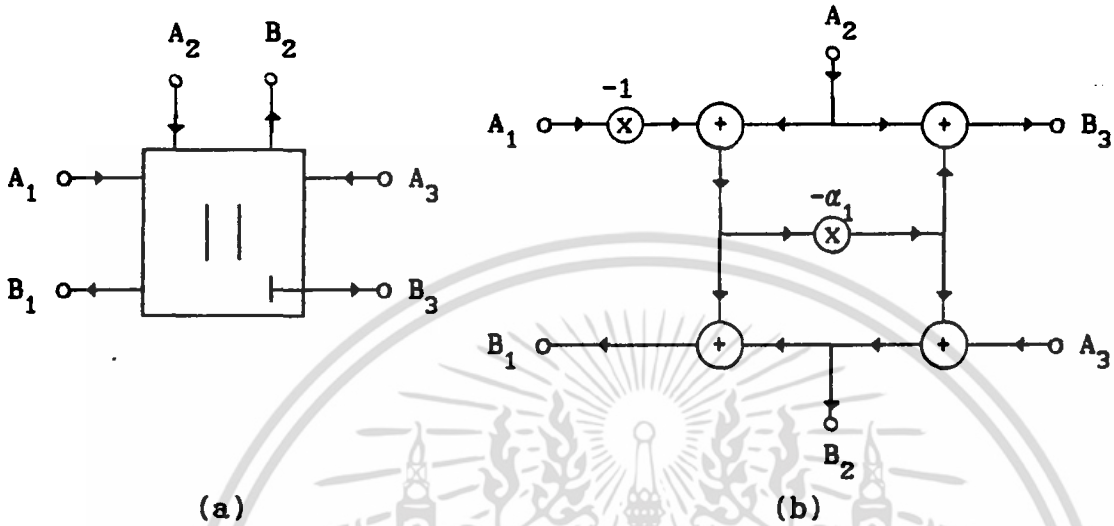 A2 B2
A1 A3
B1 B3
(a)
A2
-1
A1 x + + B3
-α1
x
B1 + + A3
B2
(b)